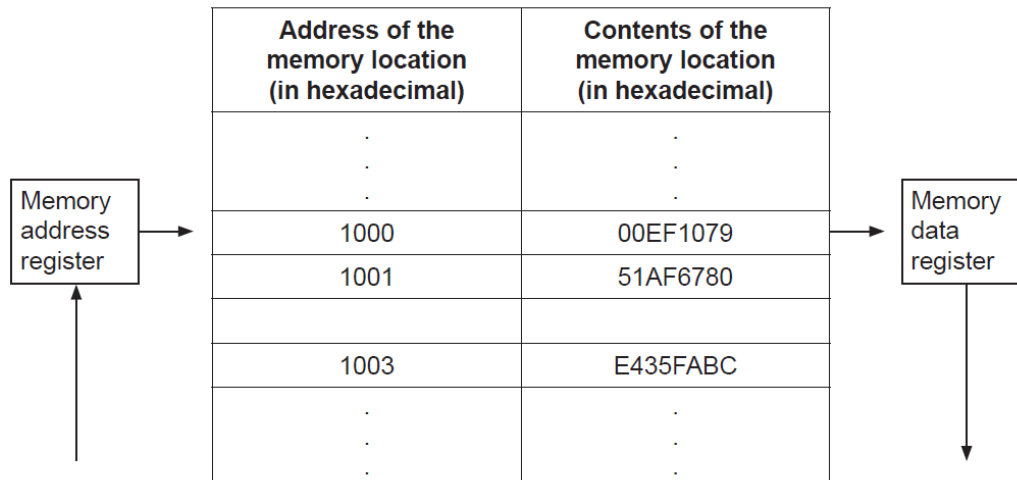 Address of the
memory location
(in hexadecimal)
Contents of the
memory location
(in hexadecimal)
.
.
.
.
.
.
Memory
address
register
1000
00EF1079
Memory
data
register
1001
51AF6780
1003
E435FABC
.
.
.
.
.
.